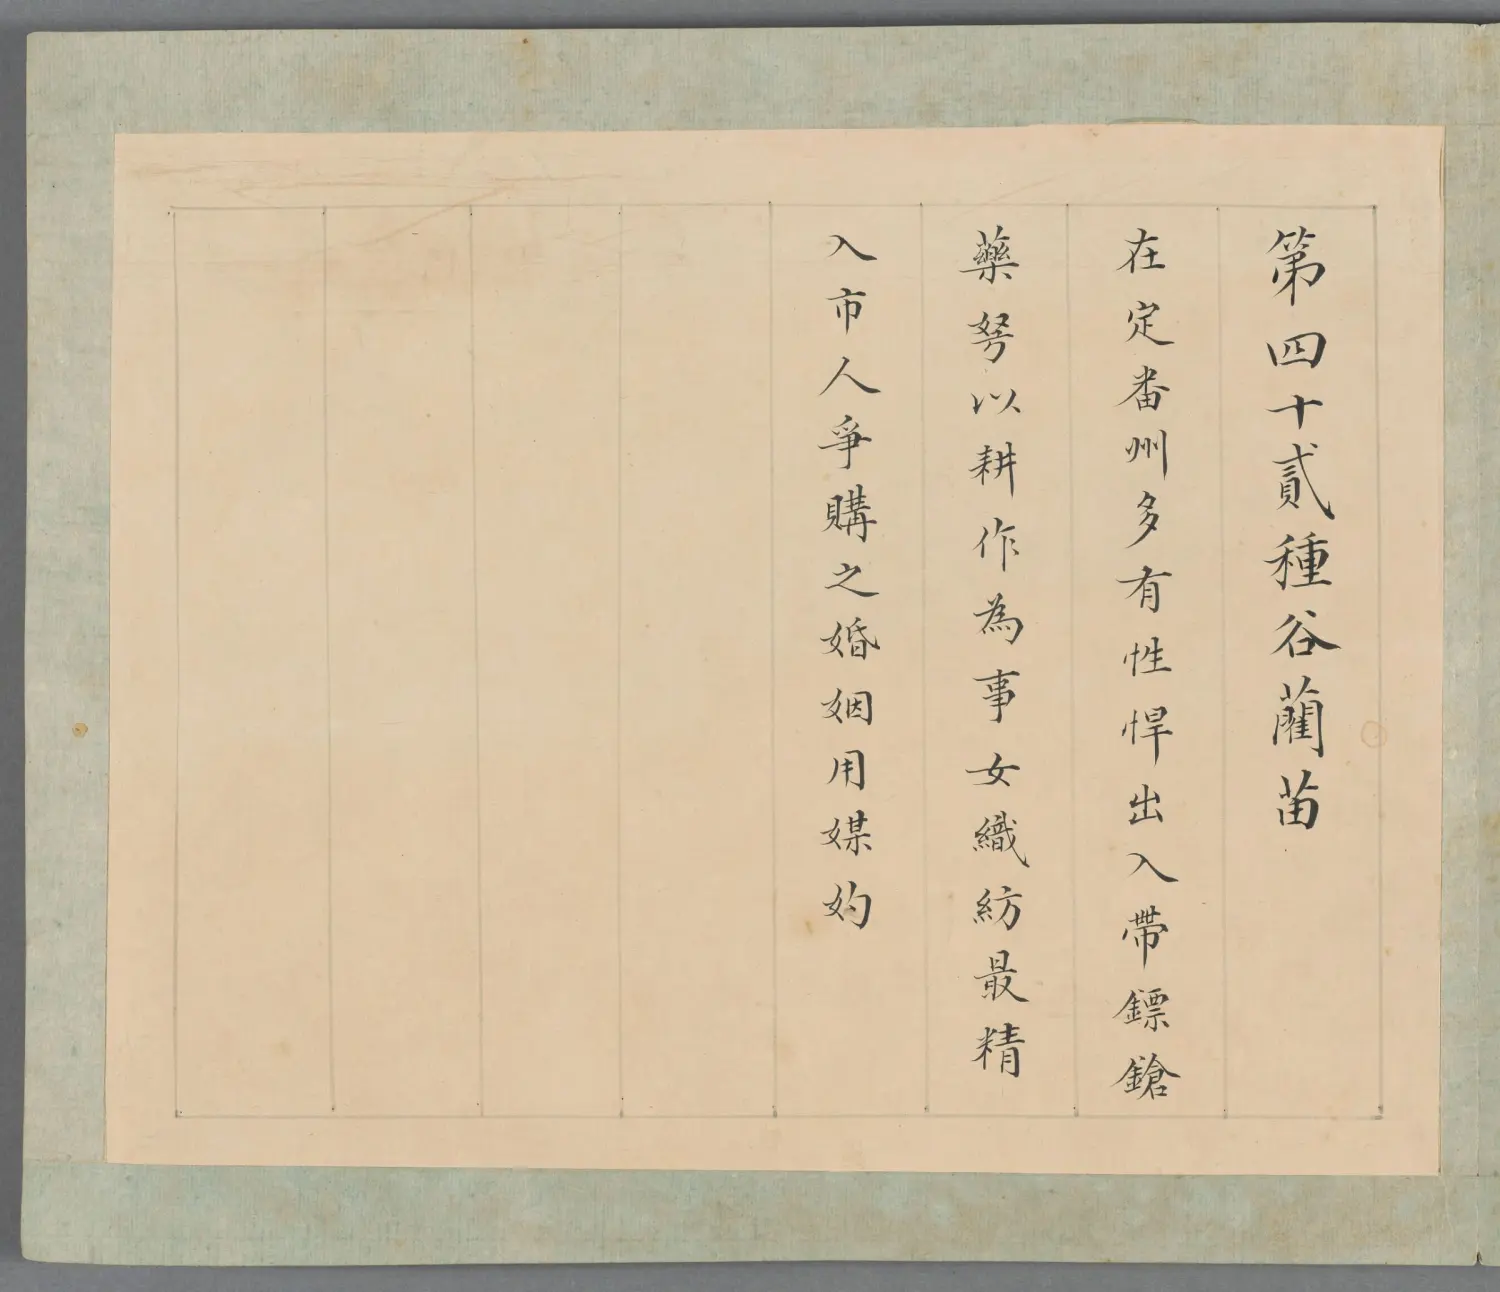 第四十貳種谷藺苗
在定番州多有性悍出入帶鏢鎗
藥弩以耕作為事女織紡最精
入市人爭購之婚姻用媒妁